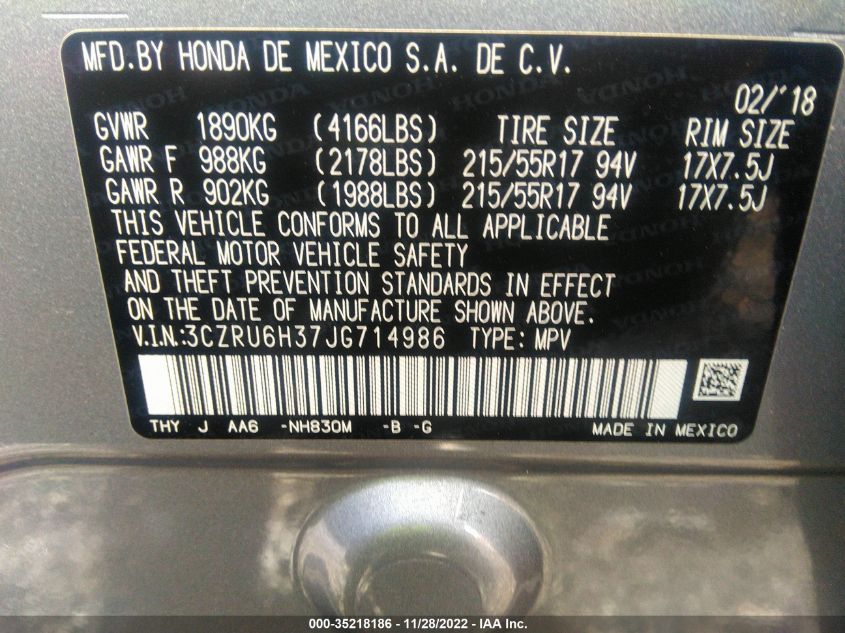 MFD.BY HONDA DE MEXICO S.A. DE C.V.
02/'18
GVWR 1890KG (4166LBS) TIRE SIZE RIM SIZE
GAWR F 988KG (2178LBS) 215/55R17 94V 17X7.5J
GAWR R 902KG (1988LBS) 215/55R17 94V 17X7.5J
THIS VEHICLE CONFORMS TO ALL APPLICABLE
FEDERAL MOTOR VEHICLE SAFETY
AND THEFT PREVENTION STANDARDS IN EFFECT
ON THE DATE OF MANUFACTURE SHOWN ABOVE.
V.I.N.:3CZRU6H37JG714986 TYPE: MPV
THY J AA6 -NH830M -B -G MADE IN MEXICO
000-35218186 - 11/28/2022 - IAA Inc.